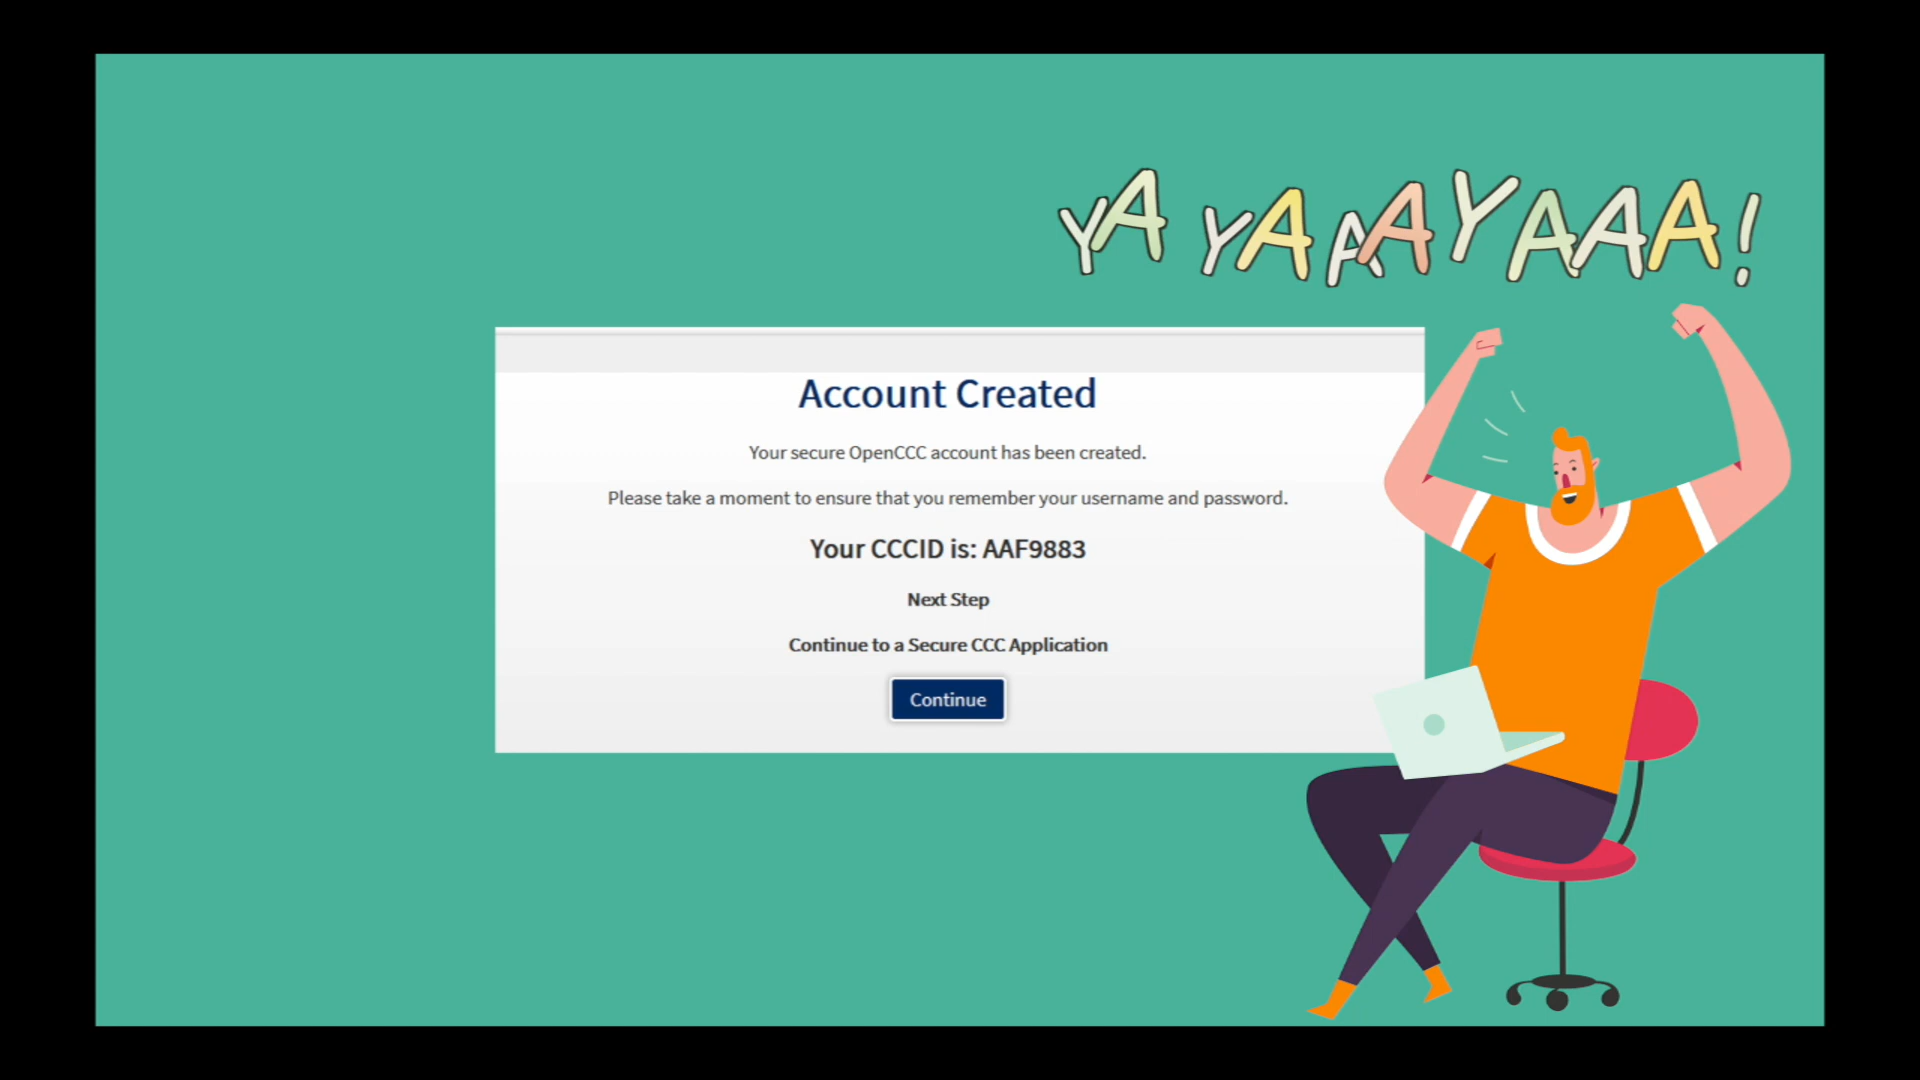 YA YAAAYAAA!
Account Created
Your secure OpenCCC account has been created.
Please take a moment to ensure that you remember your username and password.
Your CCCID is: AAF9883
Next Step
Continue to a Secure CCC Application
Continue